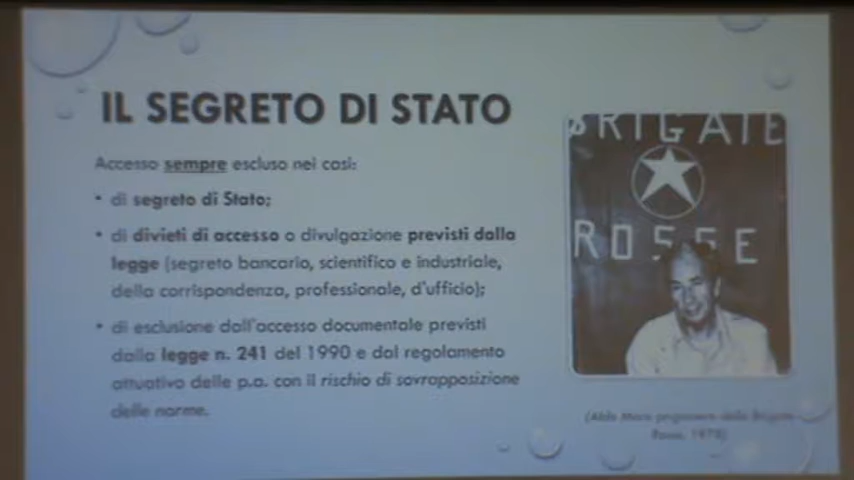 IL SEGRETO DI STATO
Accesso sempre escluso nei casi:
• di segreto di Stato;
• di divieti di accesso o divulgazione previsti dalla
legge (segreto bancario, scientifico e industriale,
della corrispondenza, professionale, d'ufficio);
• di esclusione dall'accesso documentale previsti
dalla legge n. 241 del 1990 e dal regolamento
attuativo delle p.a. con il rischio di sovrapposizione
delle norme.
BRIGATE
ROSSE
(Aldo Moro prigioniero delle Brigate
Rosse, 1978)